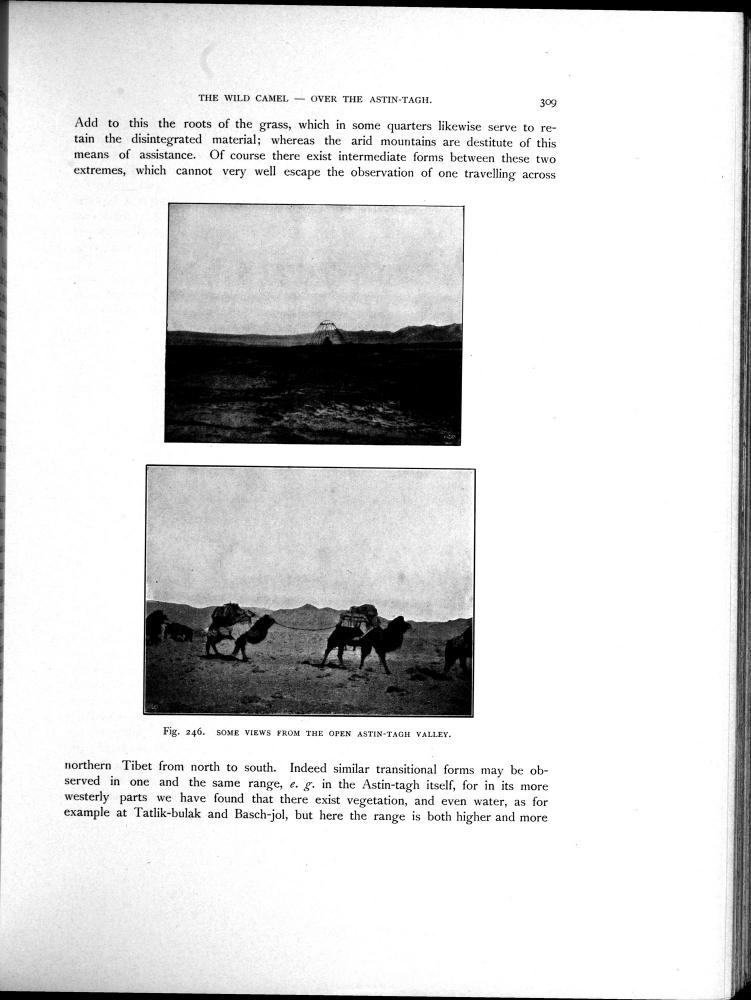 THE WILD CAMEL — OVER THE ASTIN-TAGH. 309
Add to this the roots of the grass, which in some quarters likewise serve to re-
tain the disintegrated material; whereas the arid mountains are destitute of this
means of assistance. Of course there exist intermediate forms between these two
extremes, which cannot very well escape the observation of one travelling across
Fig. 246. SOME VIEWS FROM THE OPEN ASTIN-TAGH VALLEY.
northern Tibet from north to south. Indeed similar transitional forms may be ob-
served in one and the same range, e. g. in the Astin-tagh itself, for in its more
westerly parts we have found that there exist vegetation, and even water, as for
example at Tatlik-bulak and Basch-jol, but here the range is both higher and more